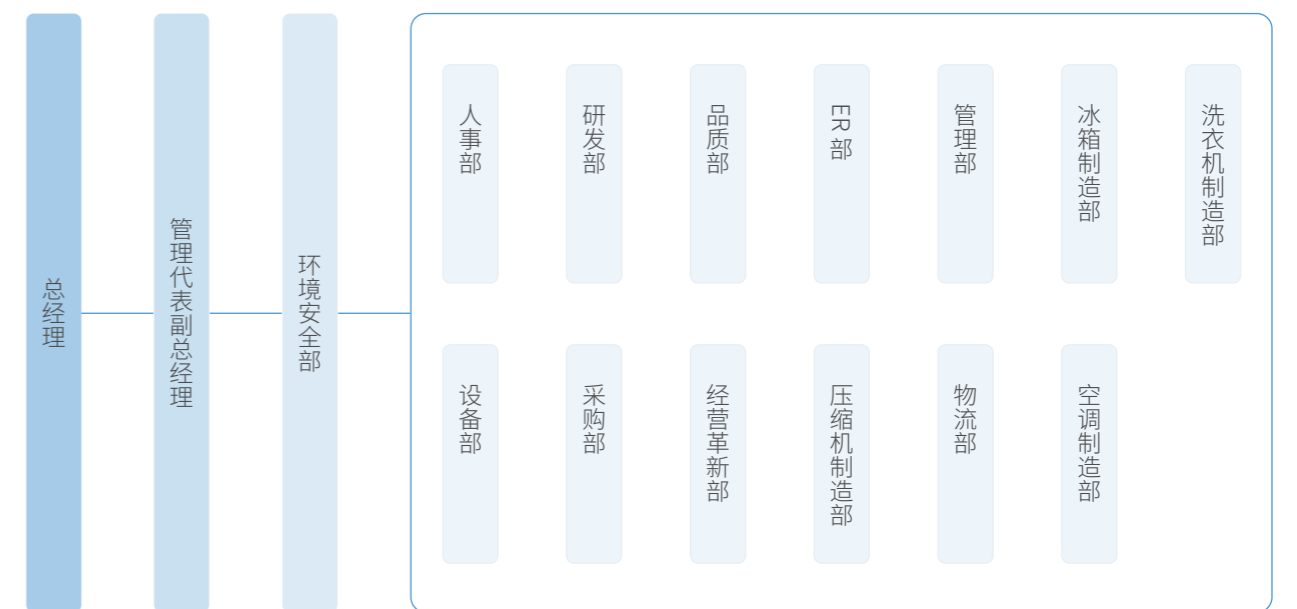 总经理
管理代表副总经理
环境安全部
人事部
研发部
品质部
ER 部
管理部
冰箱制造部
洗衣机制造部
设备部
采购部
经营革新部
压缩机制造部
物流部
空调制造部